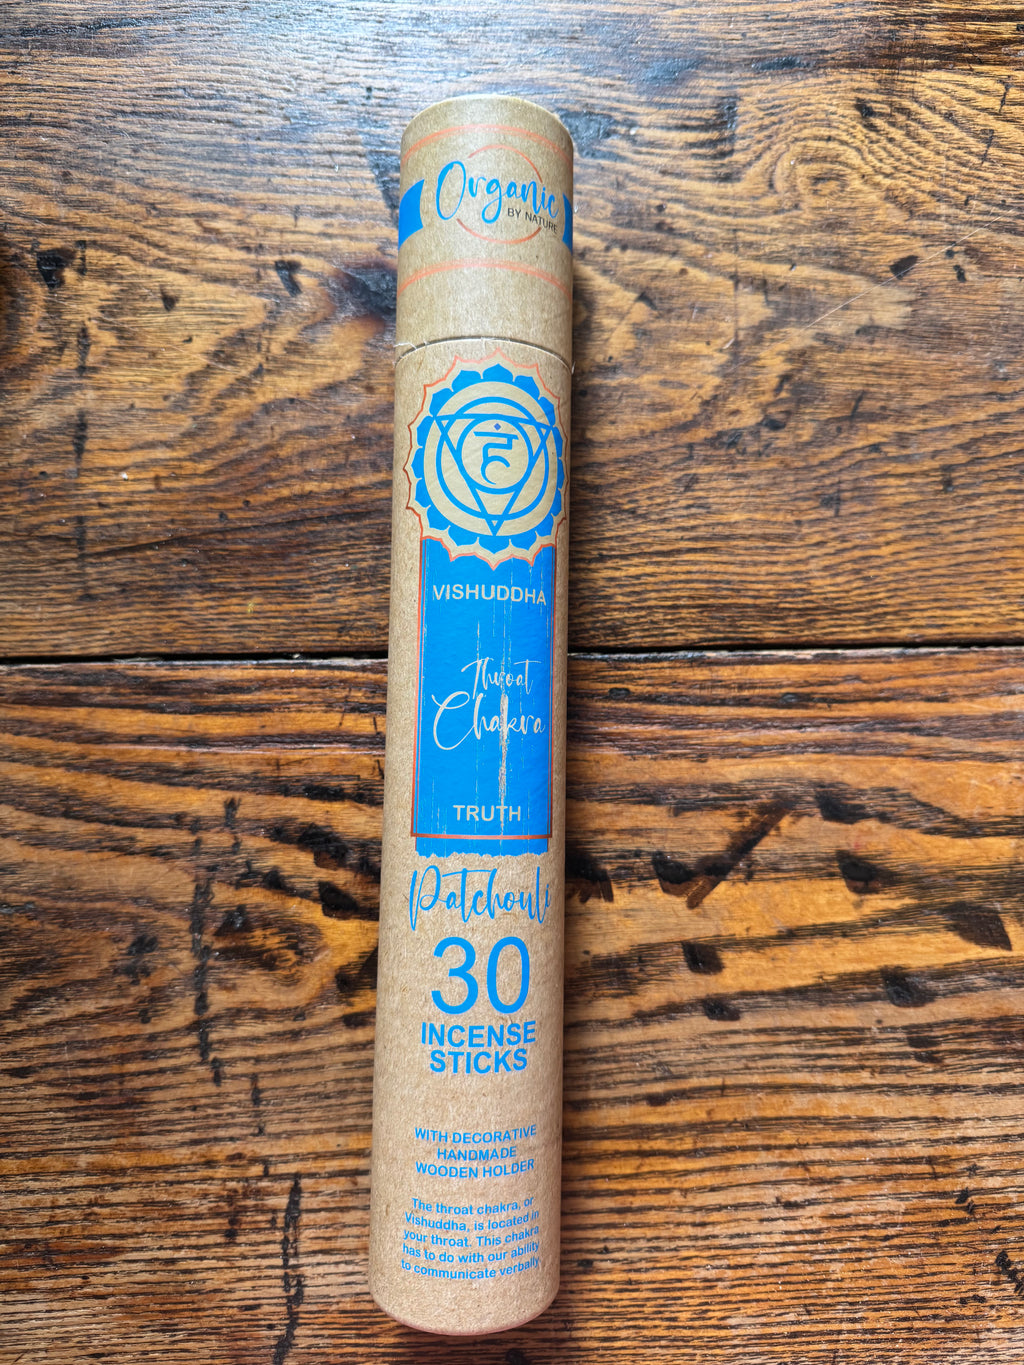 Organic
BY NATURE
हं
VISHUDDHA
Throat
Chakra
TRUTH
Patchouli
30
INCENSE
STICKS
WITH DECORATIVE
HANDMADE
WOODEN HOLDER
The throat chakra, or
Vishuddha, is located in
your throat. This chakra
has to do with our ability
to communicate verbally